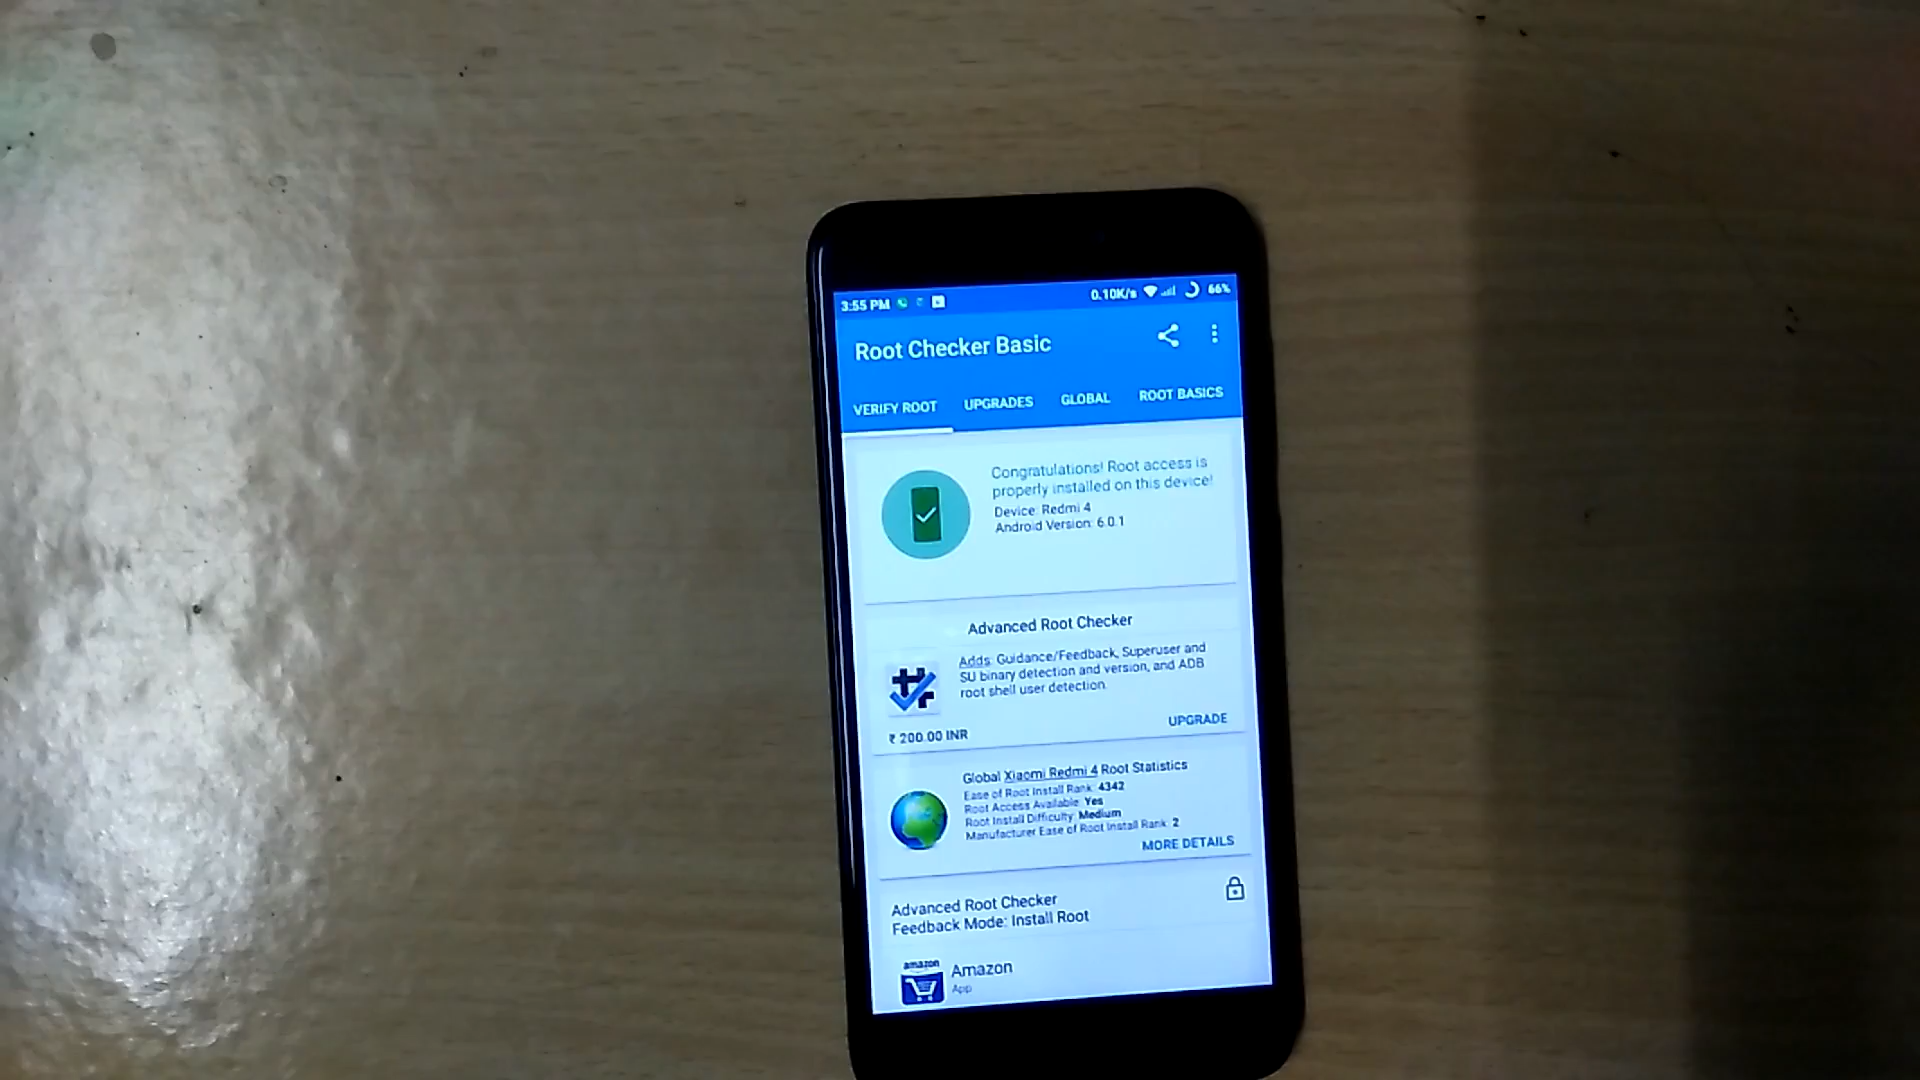 3:55 PM
0.10K/s
66%
Root Checker Basic
VERIFY ROOT
UPGRADES
GLOBAL
ROOT BASICS
Congratulations! Root access is
properly installed on this device!
Device: Redmi 4
Android Version: 6.0.1
Advanced Root Checker
Adds: Guidance/Feedback, Superuser and
SU binary detection and version, and ADB
root shell user detection.
₹ 200.00 INR
UPGRADE
Global Xiaomi Redmi 4 Root Statistics
Ease of Root Install Rank: 4342
Root Access Available: Yes
Root Install Difficulty: Medium
Manufacturer Ease of Root Install Rank: 2
MORE DETAILS
Advanced Root Checker
Feedback Mode: Install Root
amazon
Amazon
App